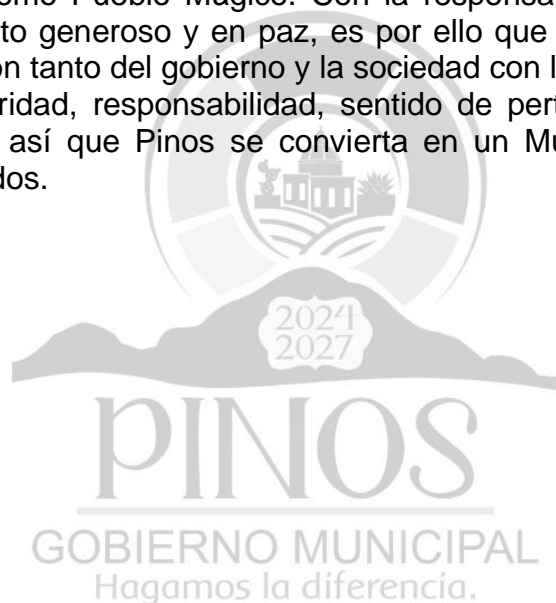 como Pueblo Mágico. Con la responsa
to generoso y en paz, es por ello que
n tanto del gobierno y la sociedad con l
ridad, responsabilidad, sentido de pert
así que Pinos se convierta en un Mu
dos.
2024
2027
PINOS
GOBIERNO MUNICIPAL
Hagamos la diferencia.